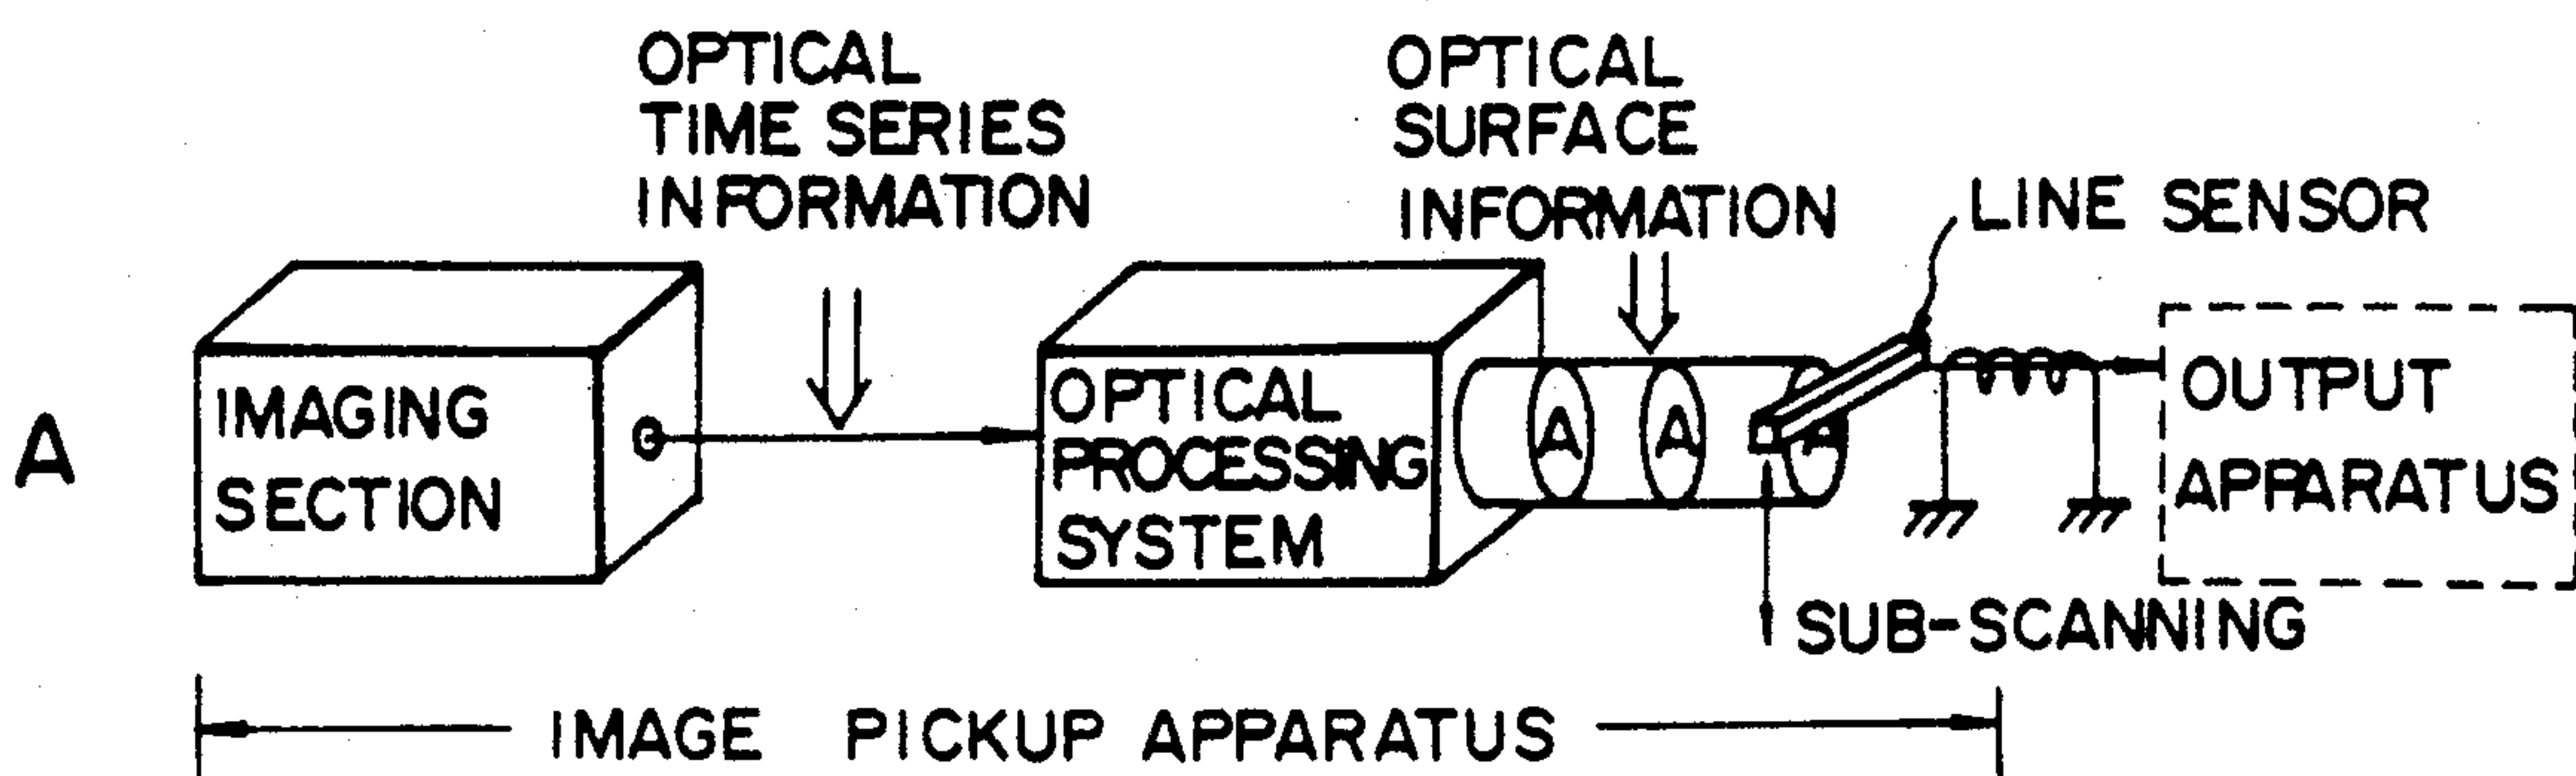 OPTICAL
TIME SERIES
INFORMATION
OPTICAL
SURFACE
INFORMATION
LINE SENSOR
A
IMAGING
SECTION
OPTICAL
PROCESSING
SYSTEM
A
A
A
OUTPUT
APPARATUS
SUB-SCANNING
IMAGE PICKUP APPARATUS